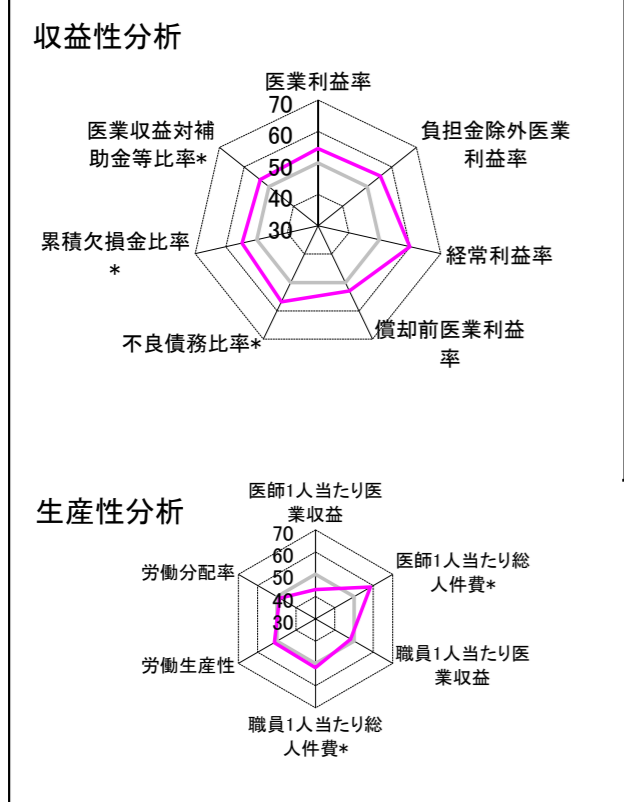 収益性分析
医業利益率
70
60
50
40
30
負担金除外医業
利益率
経常利益率
償却前医業利益
率
不良債務比率*
累積欠損金比率
*
医業収益対補
助金等比率*
生産性分析
医師1人当たり医
業収益
70
60
50
40
30
医師1人当たり総
人件費*
職員1人当たり医
業収益
職員1人当たり総
人件費*
労働生産性
労働分配率